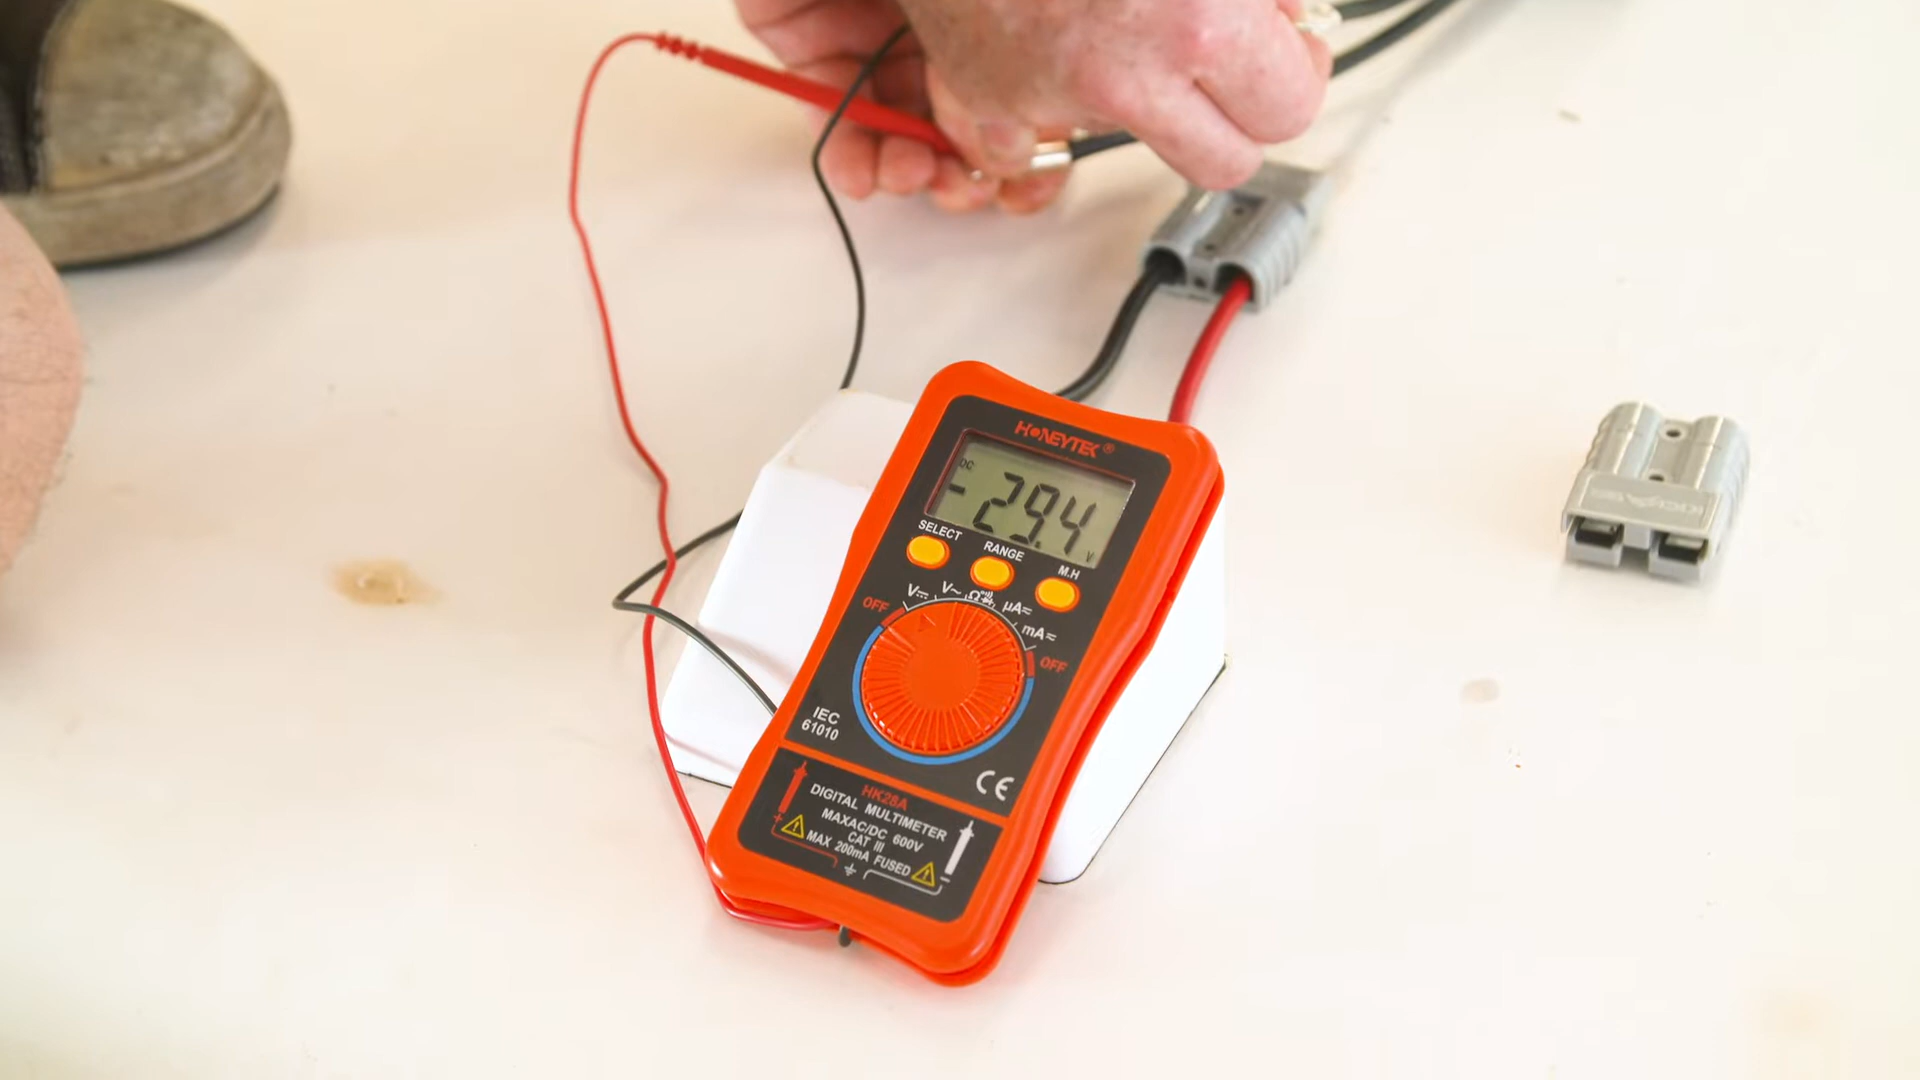 HONEYTEK®
DC
-29.4
V
SELECT
RANGE
M.H
OFF
V⎓
V~
Ω
µA≂
mA≂
OFF
IEC
61010
CE
HK28A
DIGITAL MULTIMETER
MAXAC/DC 600V
CAT III
MAX 200mA FUSED
+
-